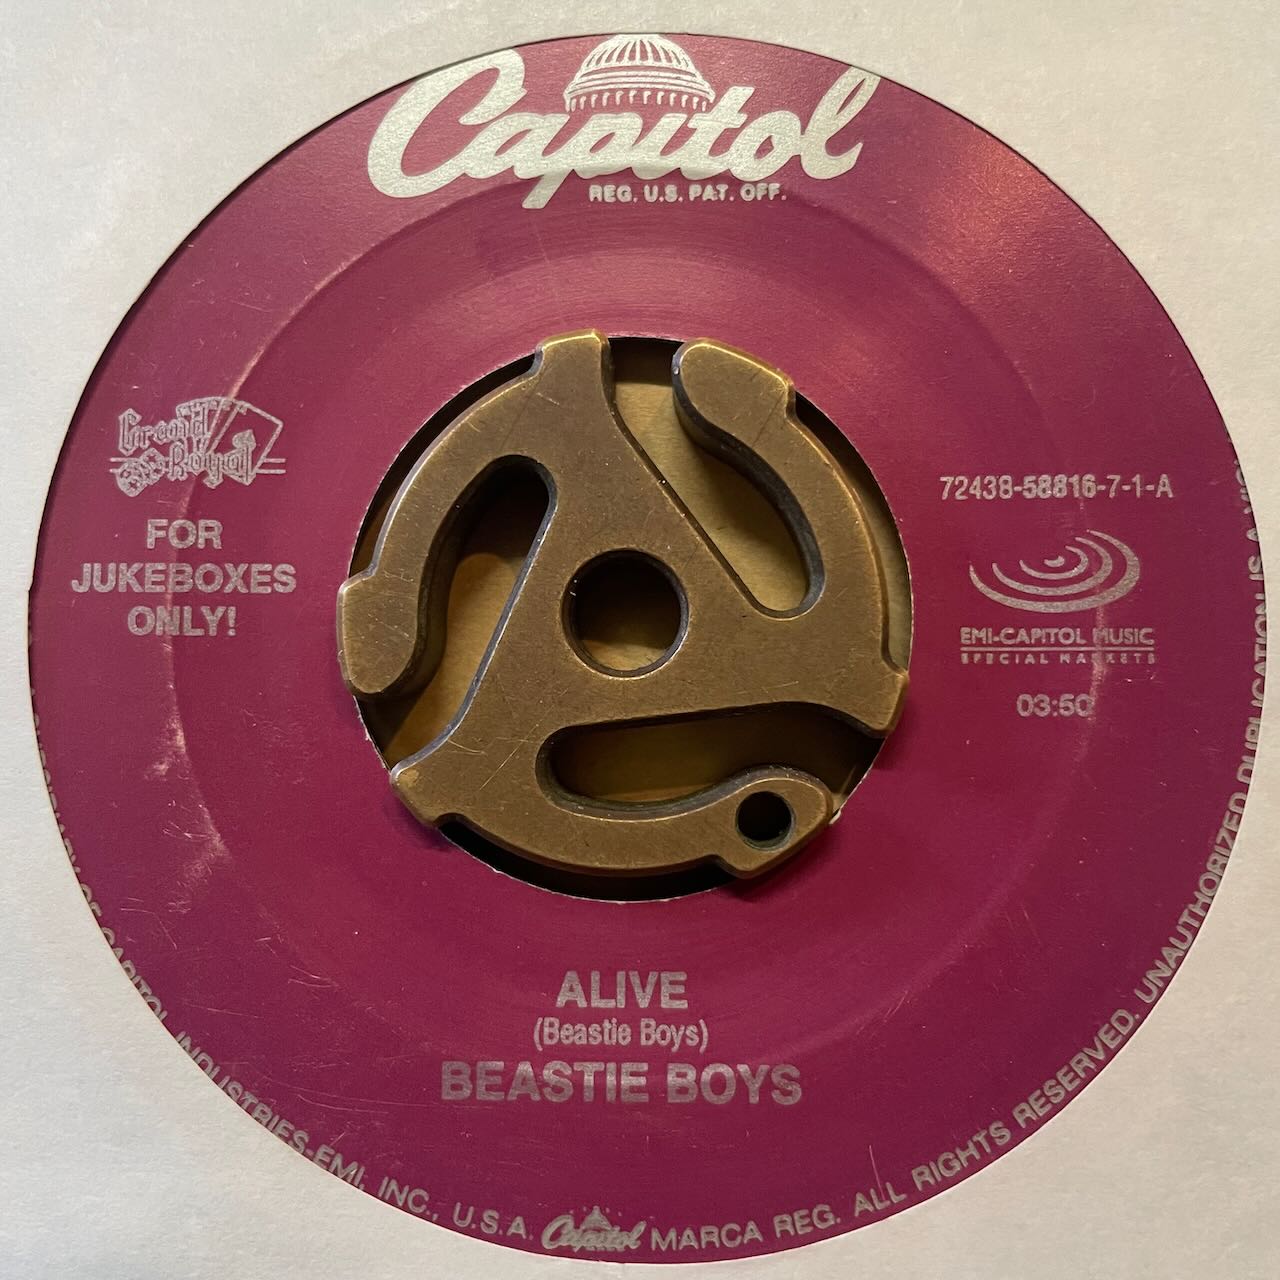 Capitol
REG. U.S. PAT. OFF.
Grand
Royal
FOR
JUKEBOXES
ONLY!
72438-58816-7-1-A
EMI-CAPITOL MUSIC
SPECIAL MARKETS
03:50
ALIVE
(Beastie Boys)
BEASTIE BOYS
OF CAPITOL INDUSTRIES-EMI, INC., U.S.A. Capitol MARCA REG. ALL RIGHTS RESERVED. UNAUTHORIZED DUPLICATION IS A